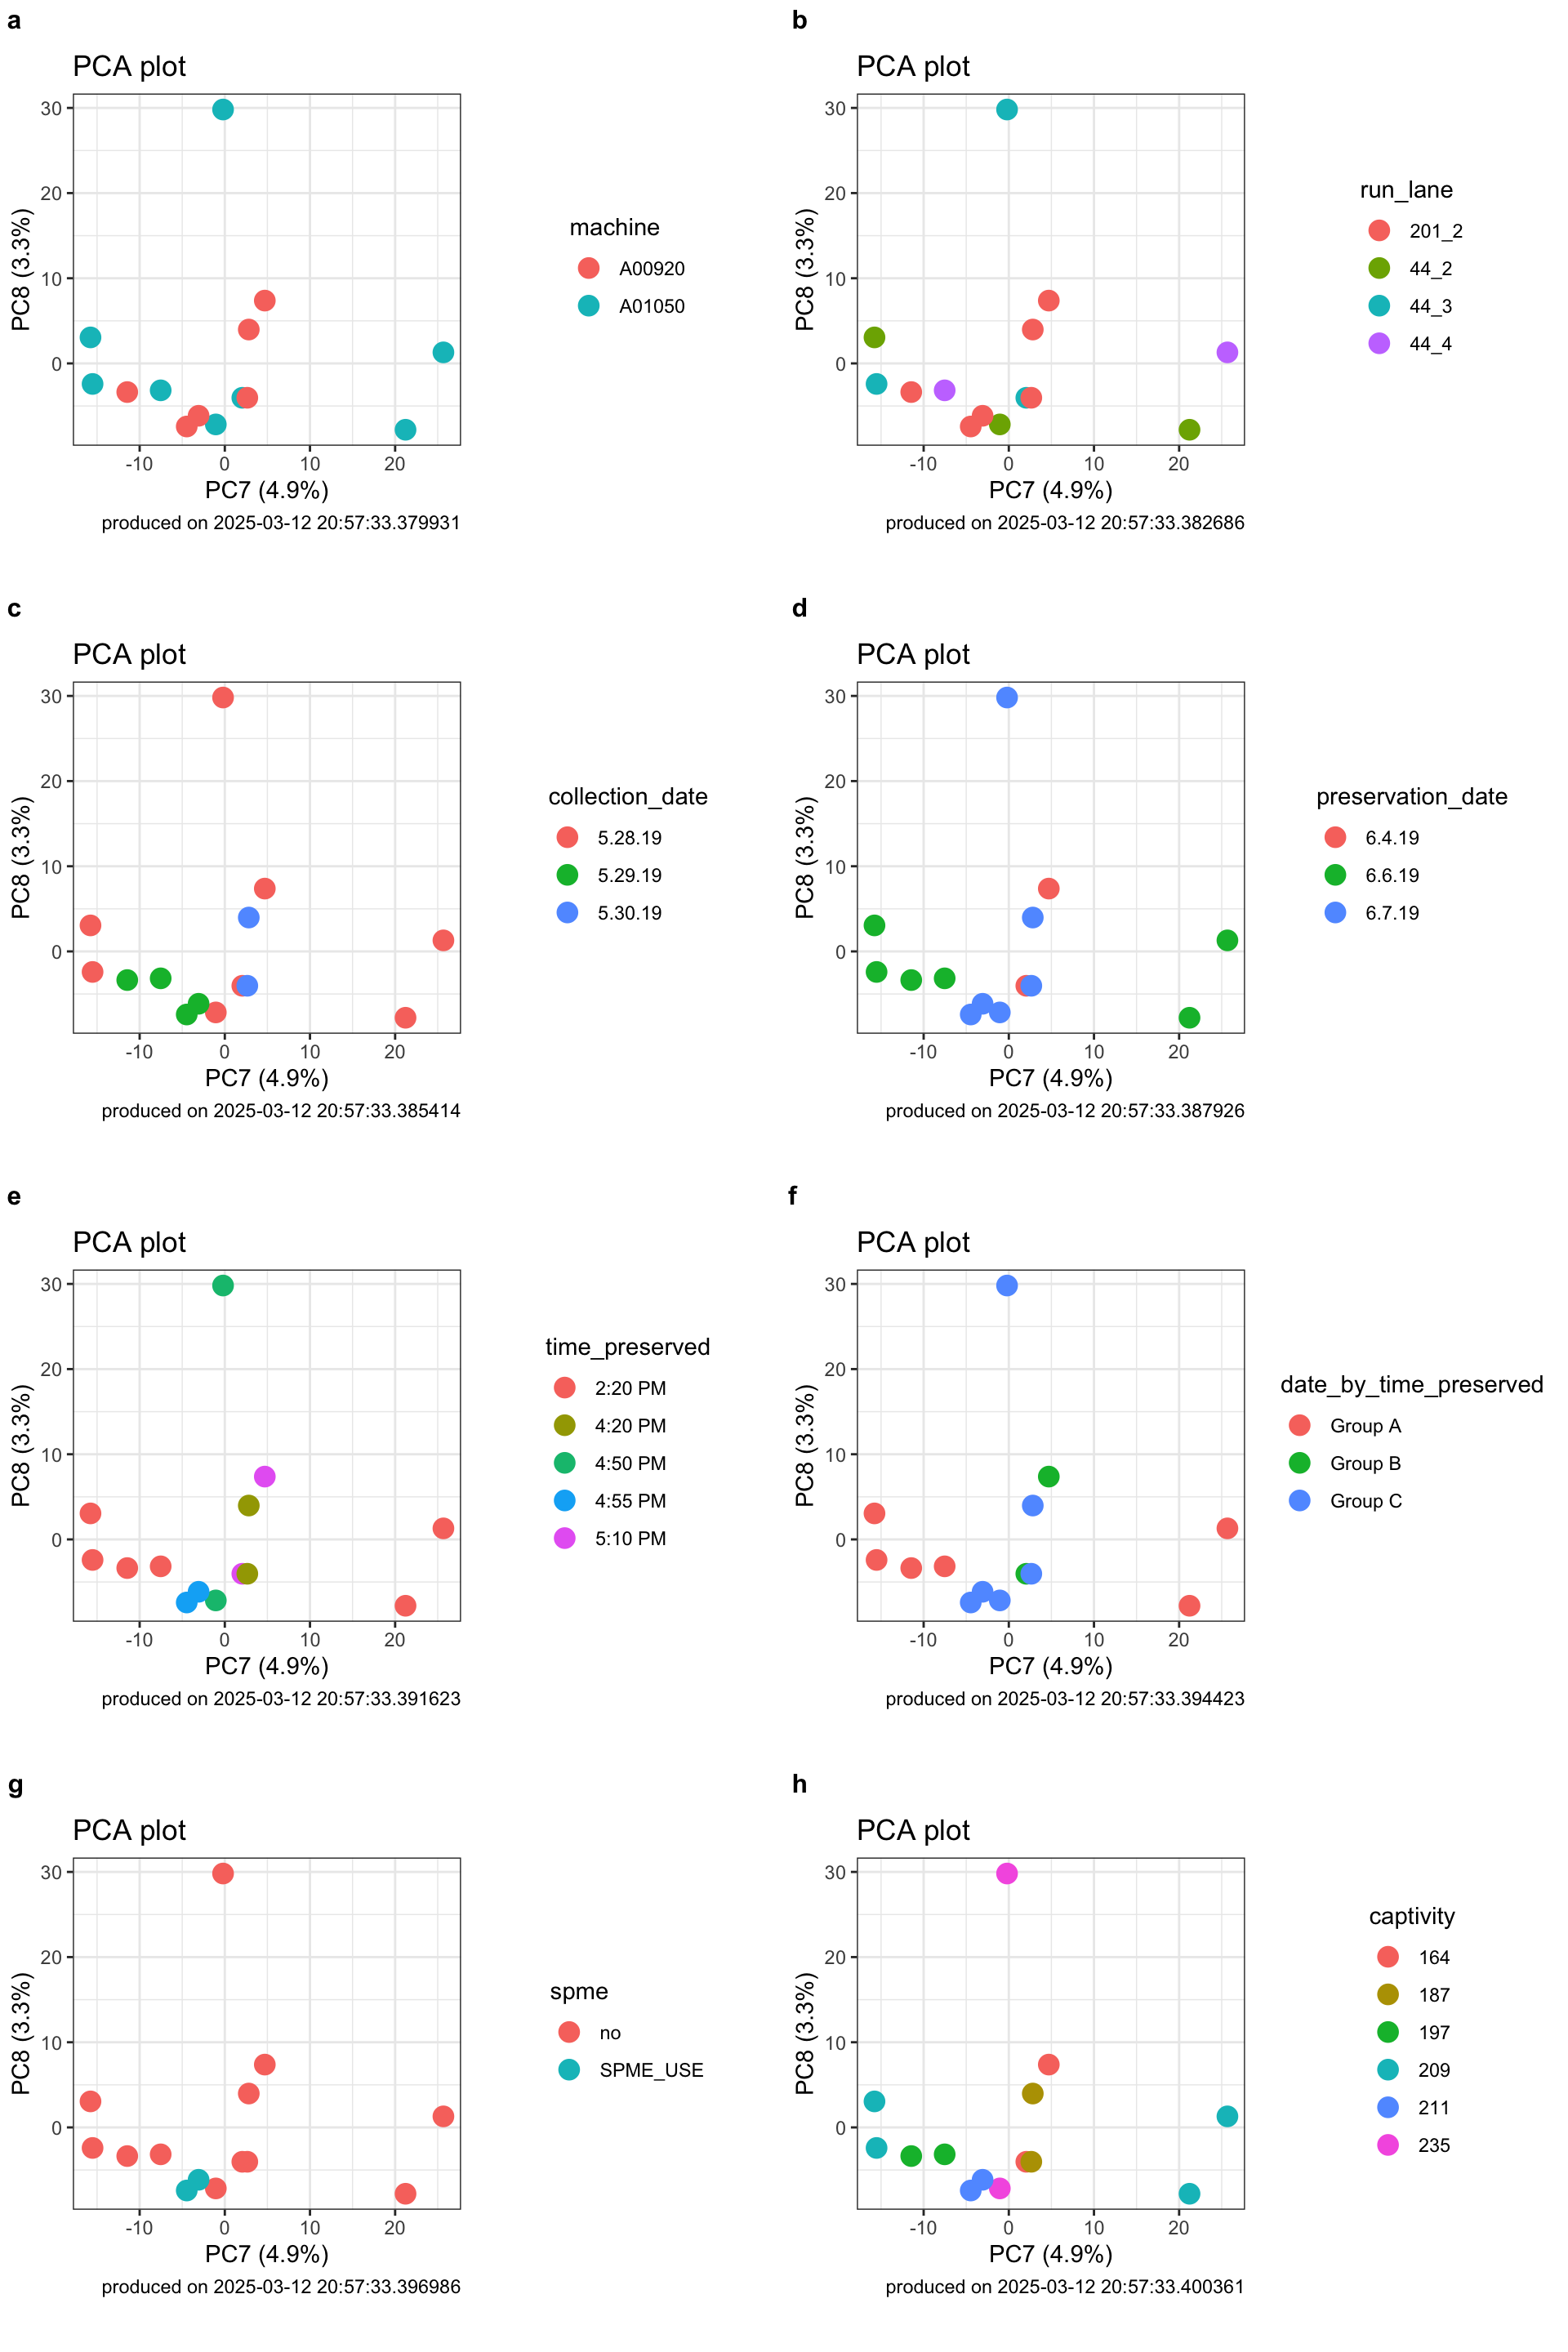 a
PCA plot
30
20
10
0
-10
0
10
20
PC8 (3.3%)
PC7 (4.9%)
produced on 2025-03-12 20:57:33.379931
machine
A00920
A01050
b
PCA plot
30
20
10
0
-10
0
10
20
PC8 (3.3%)
PC7 (4.9%)
produced on 2025-03-12 20:57:33.382686
run_lane
201_2
44_2
44_3
44_4
c
PCA plot
30
20
10
0
-10
0
10
20
PC8 (3.3%)
PC7 (4.9%)
produced on 2025-03-12 20:57:33.385414
collection_date
5.28.19
5.29.19
5.30.19
d
PCA plot
30
20
10
0
-10
0
10
20
PC8 (3.3%)
PC7 (4.9%)
produced on 2025-03-12 20:57:33.387926
preservation_date
6.4.19
6.6.19
6.7.19
e
PCA plot
30
20
10
0
-10
0
10
20
PC8 (3.3%)
PC7 (4.9%)
produced on 2025-03-12 20:57:33.391623
time_preserved
2:20 PM
4:20 PM
4:50 PM
4:55 PM
5:10 PM
f
PCA plot
30
20
10
0
-10
0
10
20
PC8 (3.3%)
PC7 (4.9%)
produced on 2025-03-12 20:57:33.394423
date_by_time_preserved
Group A
Group B
Group C
g
PCA plot
30
20
10
0
-10
0
10
20
PC8 (3.3%)
PC7 (4.9%)
produced on 2025-03-12 20:57:33.396986
spme
no
SPME_USE
h
PCA plot
30
20
10
0
-10
0
10
20
PC8 (3.3%)
PC7 (4.9%)
produced on 2025-03-12 20:57:33.400361
captivity
164
187
197
209
211
235